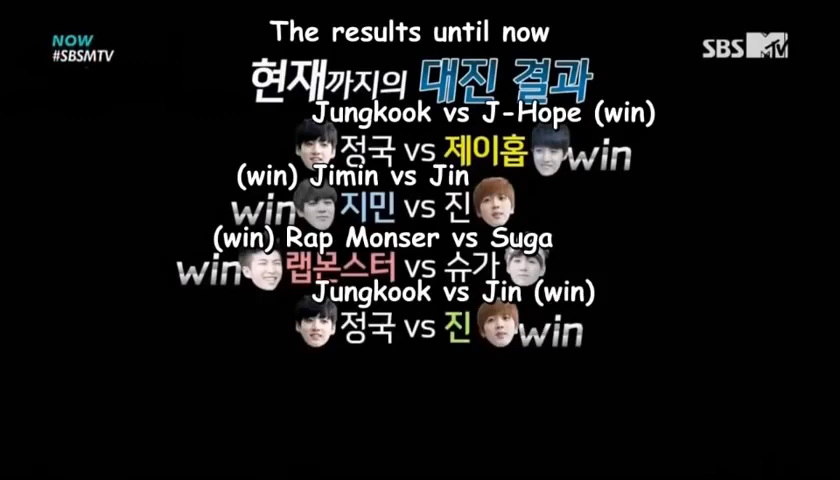 The results until now
NOW
#SBSMTV
SBS MTV
현재까지의 대진 결과
Jungkook vs J-Hope (win)
정국 vs 제이홉 win
(win) Jimin vs Jin
win 지민 vs 진
(win) Rap Monser vs Suga
win 랩몬스터 vs 슈가
Jungkook vs Jin (win)
정국 vs 진 win